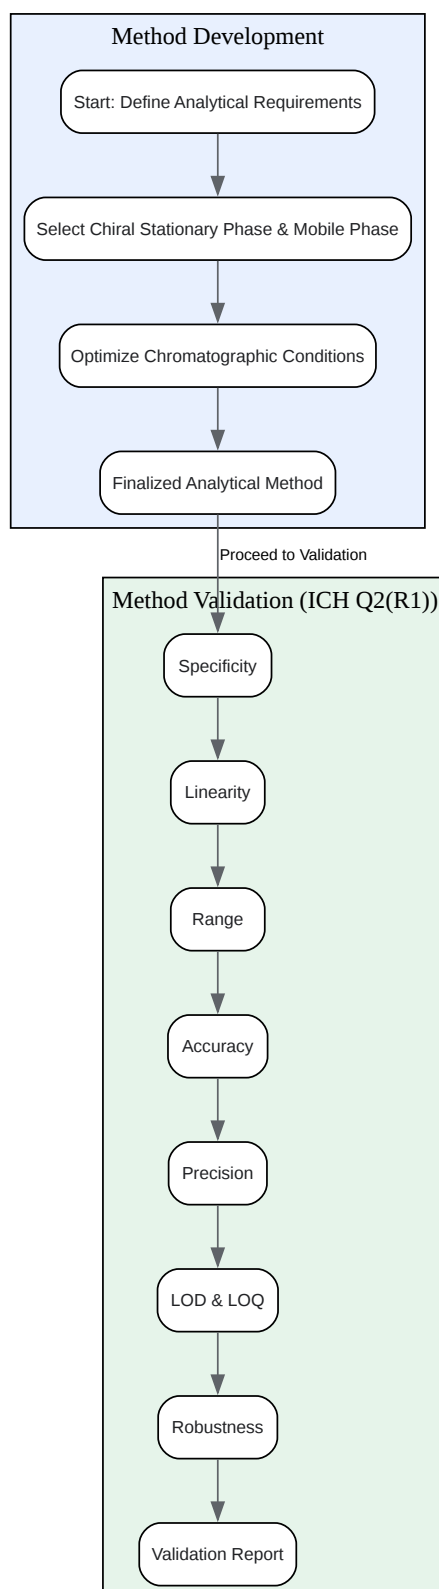 Method Development
Start: Define Analytical Requirements
Select Chiral Stationary Phase & Mobile Phase
Optimize Chromatographic Conditions
Finalized Analytical Method
Proceed to Validation
Method Validation (ICH Q2(R1))
Specificity
Linearity
Range
Accuracy
Precision
LOD & LOQ
Robustness
Validation Report